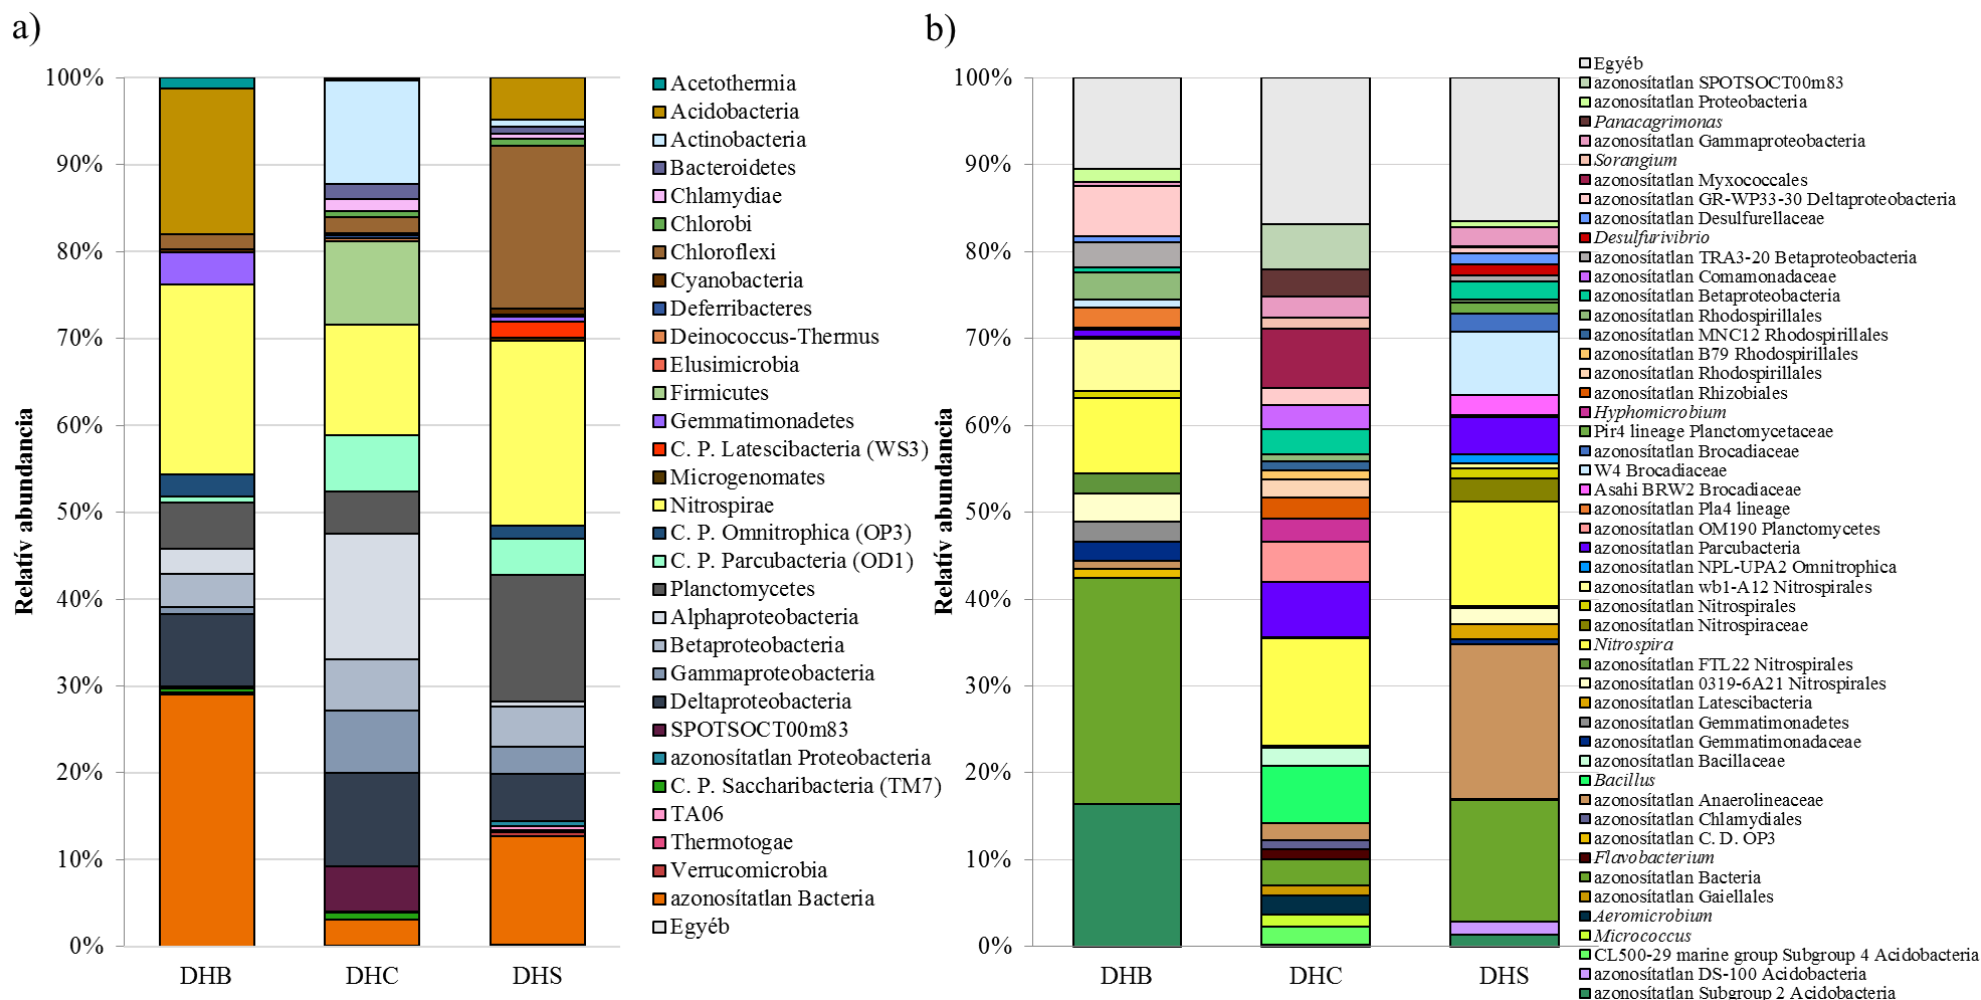 a)
100%
90%
80%
70%
60%
50%
40%
30%
20%
10%
0%
Relatív abundancia
DHB
DHC
DHS
Acetothermia
Acidobacteria
Actinobacteria
Bacteroidetes
Chlamydiae
Chlorobi
Chloroflexi
Cyanobacteria
Deferribacteres
Deinococcus-Thermus
Elusimicrobia
Firmicutes
Gemmatimonadetes
C. P. Latescibacteria (WS3)
Microgenomates
Nitrospirae
C. P. Omnitrophica (OP3)
C. P. Parcubacteria (OD1)
Planctomycetes
Alphaproteobacteria
Betaproteobacteria
Gammaproteobacteria
Deltaproteobacteria
SPOTSOCT00m83
azonosítatlan Proteobacteria
C. P. Saccharibacteria (TM7)
TA06
Thermotogae
Verrucomicrobia
azonosítatlan Bacteria
Egyéb
b)
100%
90%
80%
70%
60%
50%
40%
30%
20%
10%
0%
Relatív abundancia
DHB
DHC
DHS
Egyéb
azonosítatlan SPOTSOCT00m83
azonosítatlan Proteobacteria
Panacagrimonas
azonosítatlan Gammaproteobacteria
Sorangium
azonosítatlan Myxococcales
azonosítatlan GR-WP33-30 Deltaproteobacteria
azonosítatlan Desulfurellaceae
Desulfurivibrio
azonosítatlan TRA3-20 Betaproteobacteria
azonosítatlan Comamonadaceae
azonosítatlan Betaproteobacteria
azonosítatlan Rhodospirillales
azonosítatlan MNC12 Rhodospirillales
azonosítatlan B79 Rhodospirillales
azonosítatlan Rhodospirillales
azonosítatlan Rhizobiales
Hyphomicrobium
Pir4 lineage Planctomycetaceae
azonosítatlan Brocadiaceae
W4 Brocadiaceae
Asahi BRW2 Brocadiaceae
azonosítatlan Pla4 lineage
azonosítatlan OM190 Planctomycetes
azonosítatlan Parcubacteria
azonosítatlan NPL-UPA2 Omnitrophica
azonosítatlan wb1-A12 Nitrospirales
azonosítatlan Nitrospirales
azonosítatlan Nitrospiraceae
Nitrospira
azonosítatlan FTL22 Nitrospirales
azonosítatlan 0319-6A21 Nitrospirales
azonosítatlan Latescibacteria
azonosítatlan Gemmatimonadetes
azonosítatlan Gemmatimonadaceae
azonosítatlan Bacillaceae
Bacillus
azonosítatlan Anaerolineaceae
azonosítatlan Chlamydiales
azonosítatlan C. D. OP3
Flavobacterium
azonosítatlan Bacteria
azonosítatlan Gaiellales
Aeromicrobium
Micrococcus
CL500-29 marine group Subgroup 4 Acidobacteria
azonosítatlan DS-100 Acidobacteria
azonosítatlan Subgroup 2 Acidobacteria